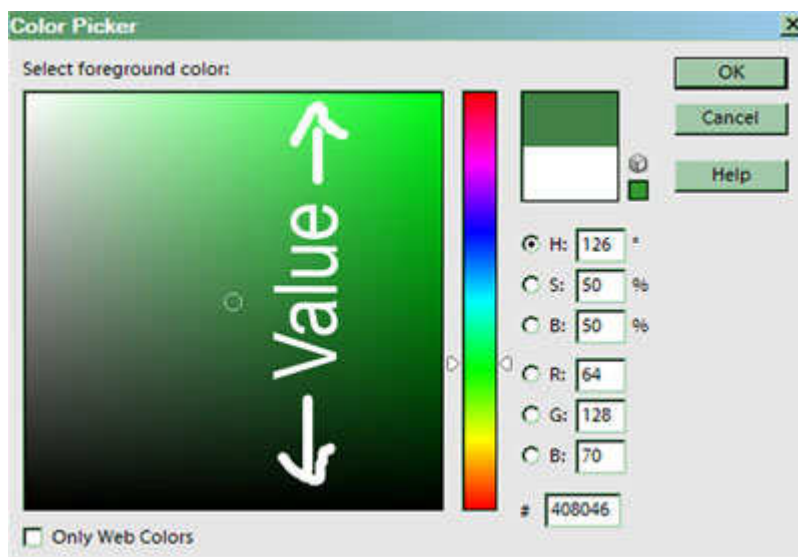 Color Picker
Select foreground color:
OK
Cancel
Help
Value
H: 126 °
S: 50 %
B: 50 %
R: 64
G: 128
B: 70
# 408046
Only Web Colors